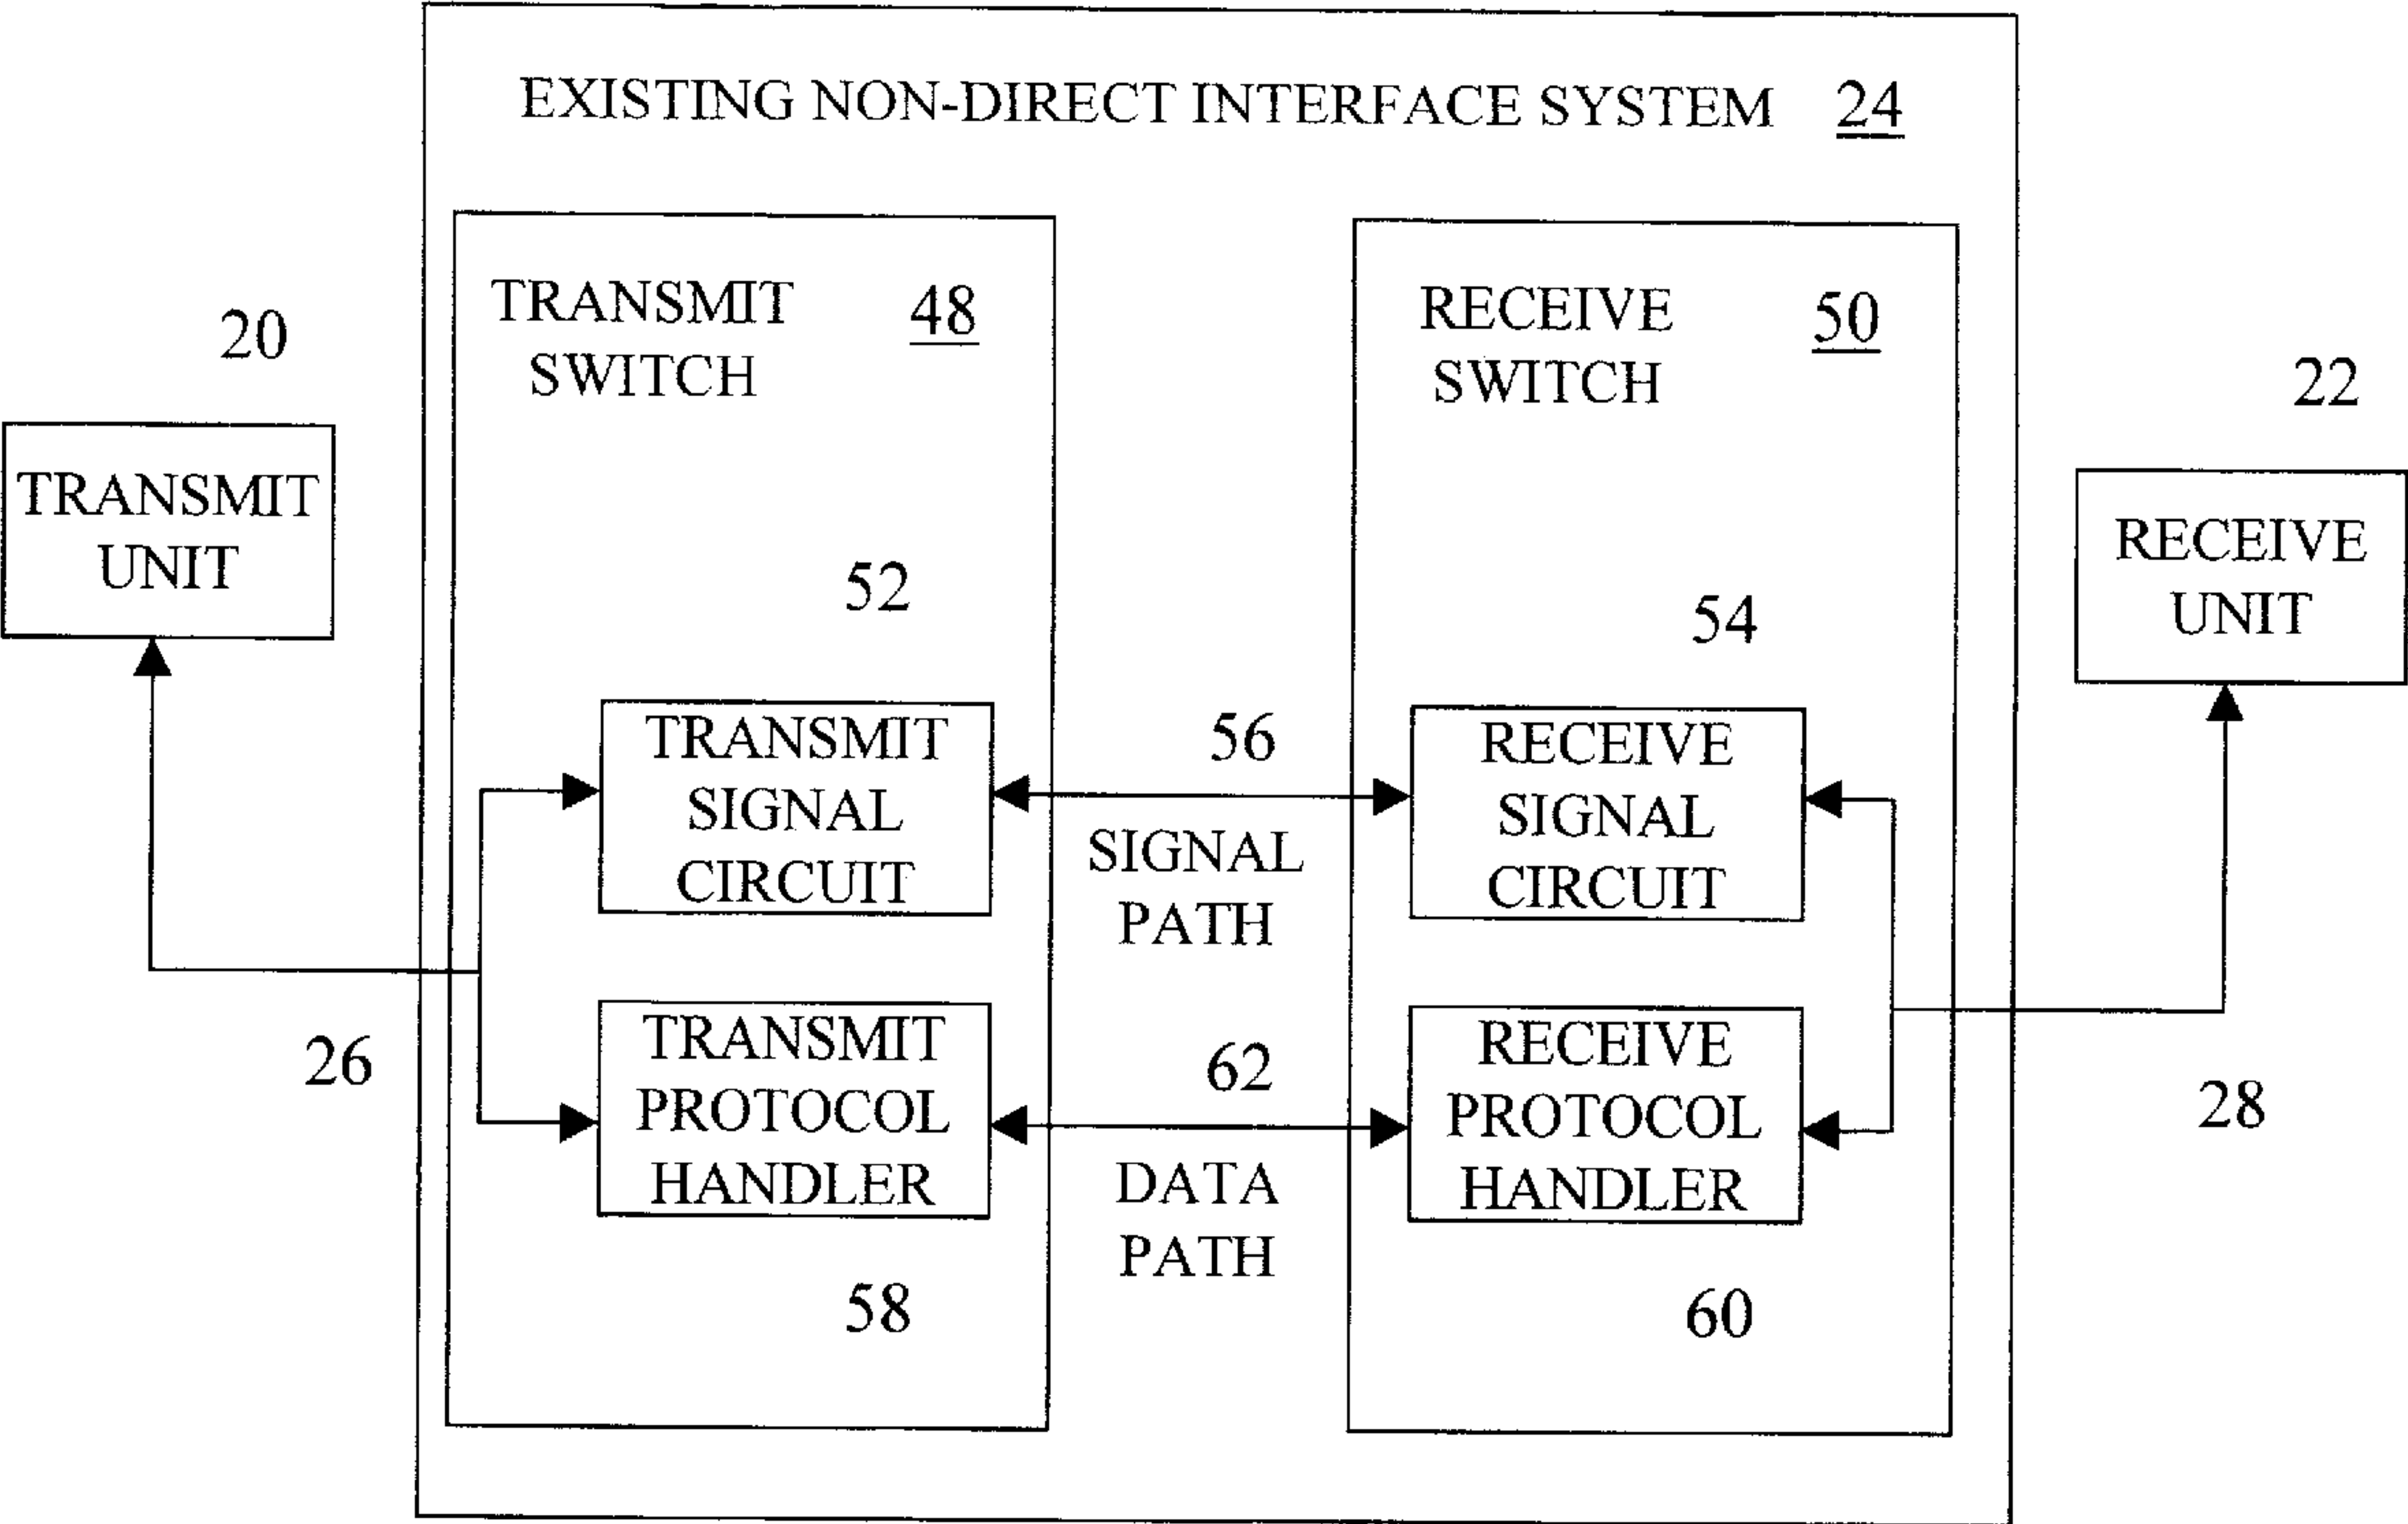 EXISTING NON-DIRECT INTERFACE SYSTEM 24
TRANSMIT
SWITCH
48
RECEIVE
SWITCH
50
20
TRANSMIT
UNIT
22
RECEIVE
UNIT
52
TRANSMIT
SIGNAL
CIRCUIT
56
SIGNAL
PATH
54
RECEIVE
SIGNAL
CIRCUIT
26
TRANSMIT
PROTOCOL
HANDLER
58
62
DATA
PATH
RECEIVE
PROTOCOL
HANDLER
60
28